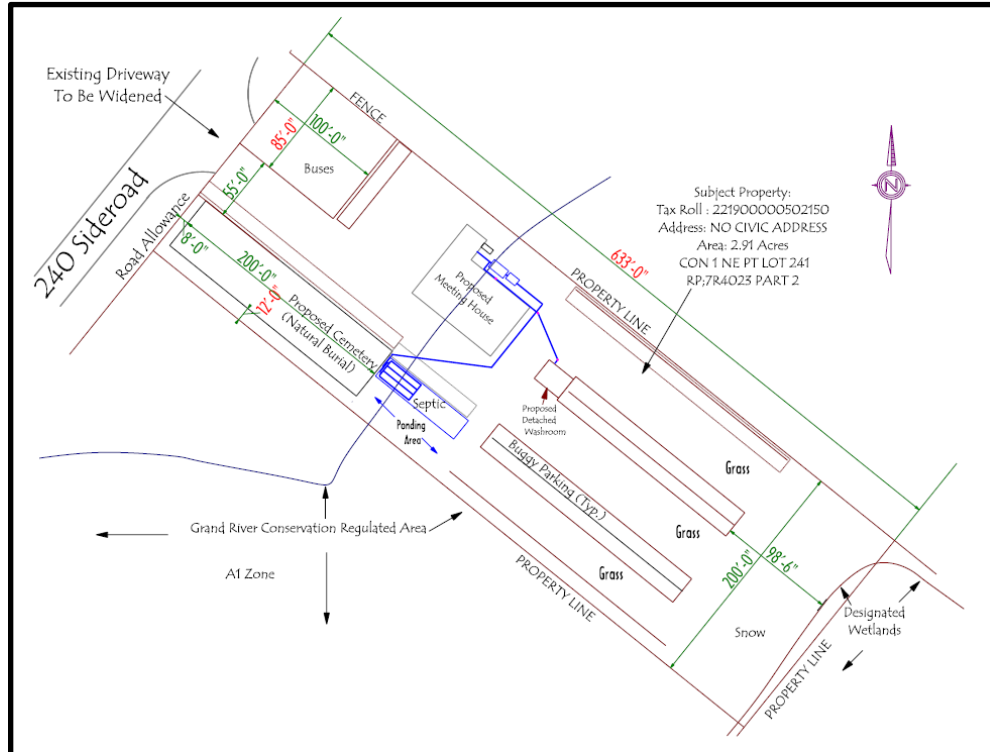 Existing Driveway
To Be Widened
FENCE
100'-0"
85'-0"
Buses
55'-0"
240 Sideroad
Road Allowance
8'-0"
200'-0"
12'-0"
Proposed Cemetery
(Natural Burial)
Proposed
Meeting House
633'-0"
PROPERTY LINE
N
Subject Property:
Tax Roll : 221900000502150
Address: NO CIVIC ADDRESS
Area: 2.91 Acres
CON 1 NE PT LOT 241
RP;7R4023 PART 2
Septic
Ponding
Area
Proposed
Detached
Washroom
Buggy Parking (Typ.)
Grass
Grass
Grass
Grand River Conservation Regulated Area
A1 Zone
PROPERTY LINE
200'-0"
98'-6"
Snow
Designated
Wetlands
PROPERTY LINE